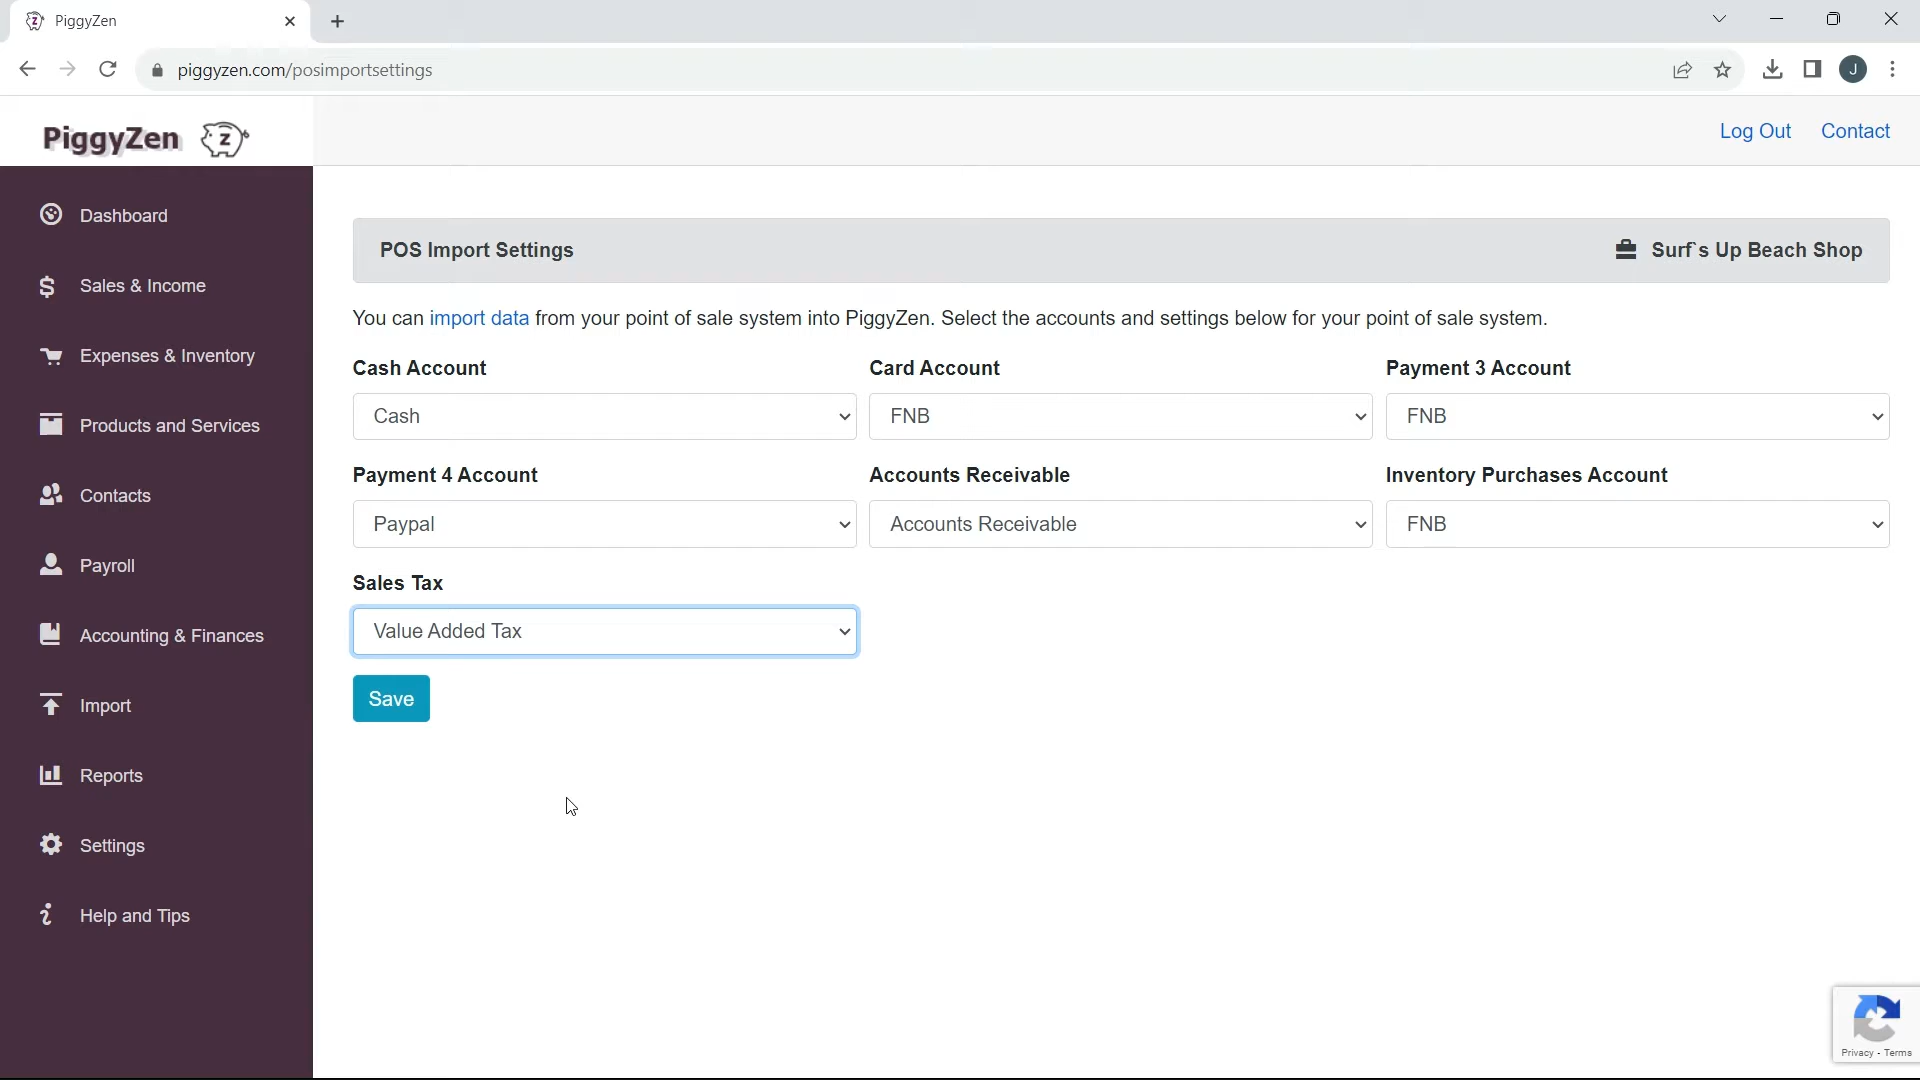 PiggyZen
piggyzen.com/posimportsettings
J
PiggyZen
Z
Log Out
Contact
Dashboard
Sales & Income
Expenses & Inventory
Products and Services
Contacts
Payroll
Accounting & Finances
Import
Reports
Settings
Help and Tips
POS Import Settings
Surf`s Up Beach Shop
You can import data from your point of sale system into PiggyZen. Select the accounts and settings below for your point of sale system.
Cash Account
Card Account
Payment 3 Account
Cash
FNB
FNB
Payment 4 Account
Accounts Receivable
Inventory Purchases Account
Paypal
Accounts Receivable
FNB
Sales Tax
Value Added Tax
Save
Privacy - Terms